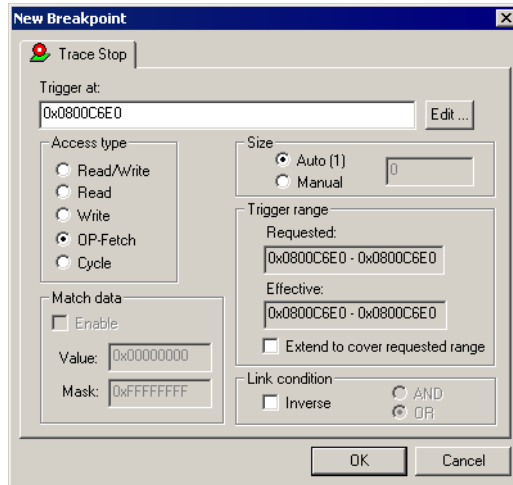 New Breakpoint
Trace Stop
Trigger at:
0x0800C6E0
Edit ...
Access type
Read/Write
Read
Write
OP-Fetch
Cycle
Size
Auto (1)
0
Manual
Trigger range
Requested:
0x0800C6E0 - 0x0800C6E0
Effective:
0x0800C6E0 - 0x0800C6E0
Extend to cover requested range
Match data
Enable
Value: 0x00000000
Mask: 0xFFFFFFFF
Link condition
Inverse
AND
OR
OK
Cancel